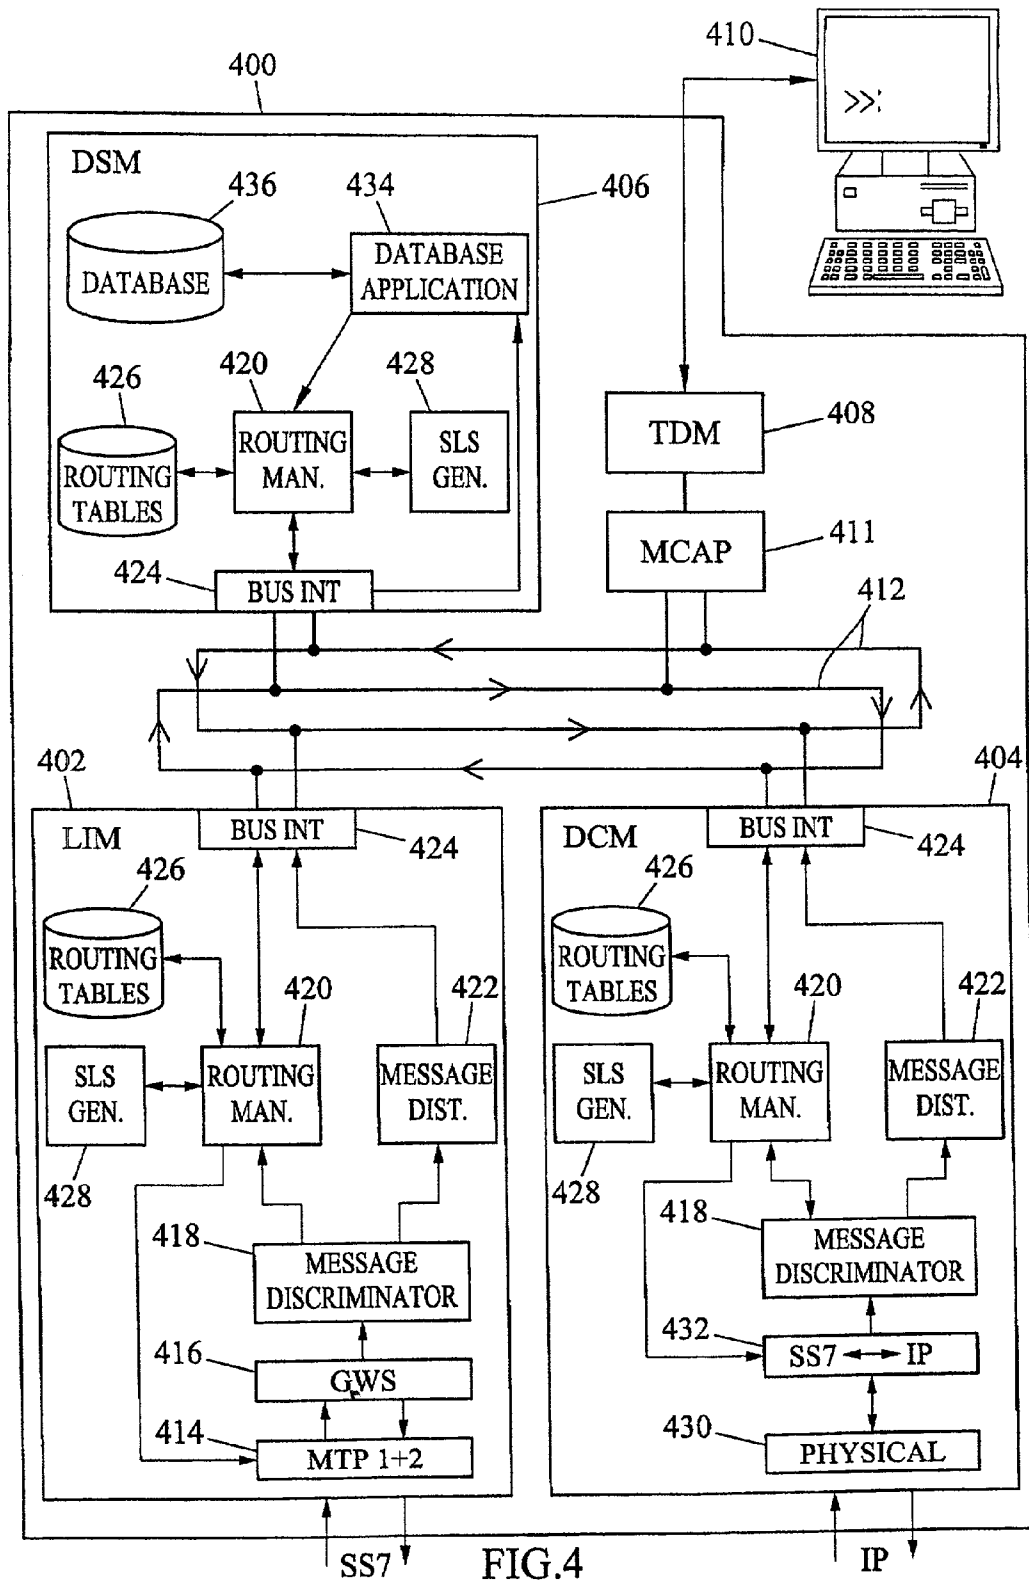 410
>>:
400
DSM
436
434
406
DATABASE
DATABASE
APPLICATION
426
420
428
ROUTING
TABLES
ROUTING
MAN.
SLS
GEN.
TDM
408
MCAP
411
424
BUS INT
412
402
404
LIM
BUS INT
424
DCM
BUS INT
424
426
ROUTING
TABLES
420
422
SLS
GEN.
ROUTING
MAN.
MESSAGE
DIST.
428
418
MESSAGE
DISCRIMINATOR
416
GWS
414
MTP 1+2
426
ROUTING
TABLES
420
422
SLS
GEN.
ROUTING
MAN.
MESSAGE
DIST.
428
418
MESSAGE
DISCRIMINATOR
432
SS7 IP
430
PHYSICAL
SS7
FIG.4
IP